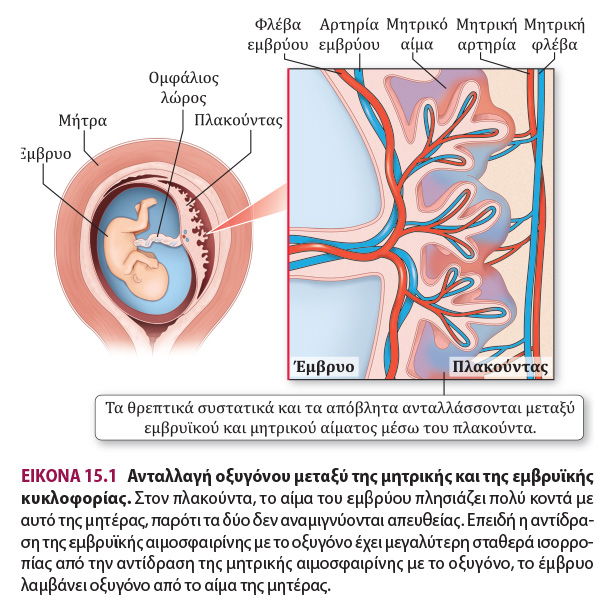 Φλέβα
εμβρύου
Αρτηρία
εμβρύου
Μητρικό
αίμα
Μητρική
αρτηρία
Μητρική
φλέβα
Ομφάλιος
λώρος
Μήτρα
Πλακούντας
Έμβρυο
Έμβρυο
Πλακούντας
Τα θρεπτικά συστατικά και τα απόβλητα ανταλλάσσονται μεταξύ
εμβρυϊκού και μητρικού αίματος μέσω του πλακούντα.
ΕΙΚΟΝΑ 15.1 Ανταλλαγή οξυγόνου μεταξύ της μητρικής και της εμβρυϊκής
κυκλοφορίας. Στον πλακούντα, το αίμα του εμβρύου πλησιάζει πολύ κοντά με
αυτό της μητέρας, παρότι τα δύο δεν αναμιγνύονται απευθείας. Επειδή η αντίδρα-
ση της εμβρυϊκής αιμοσφαιρίνης με το οξυγόνο έχει μεγαλύτερη σταθερά ισορρο-
πίας από την αντίδραση της μητρικής αιμοσφαιρίνης με το οξυγόνο, το έμβρυο
λαμβάνει οξυγόνο από το αίμα της μητέρας.